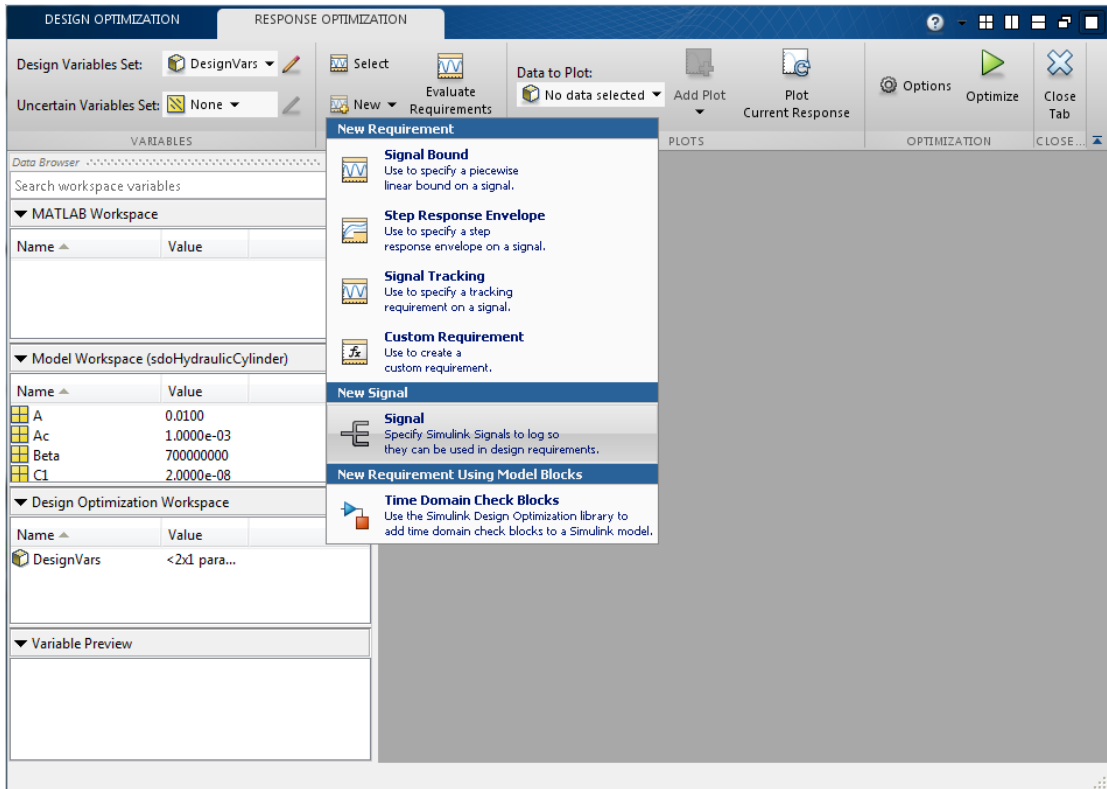 DESIGN OPTIMIZATION
RESPONSE OPTIMIZATION
?
Design Variables Set:
DesignVars
Uncertain Variables Set:
None
VARIABLES
Select
New
Evaluate
Requirements
Data to Plot:
No data selected
Add Plot
Plot
Current Response
PLOTS
Options
Optimize
OPTIMIZATION
Close
Tab
CLOSE...
Data Browser
Search workspace variables
MATLAB Workspace
Name
Value
Model Workspace (sdoHydraulicCylinder)
Name
Value
A
0.0100
Ac
1.0000e-03
Beta
700000000
C1
2.0000e-08
Design Optimization Workspace
Name
Value
DesignVars
<2x1 para...
Variable Preview
New Requirement
Signal Bound
Use to specify a piecewise
linear bound on a signal.
Step Response Envelope
Use to specify a step
response envelope on a signal.
Signal Tracking
Use to specify a tracking
requirement on a signal.
fx
Custom Requirement
Use to create a
custom requirement.
New Signal
Signal
Specify Simulink Signals to log so
they can be used in design requirements.
New Requirement Using Model Blocks
Time Domain Check Blocks
Use the Simulink Design Optimization library to
add time domain check blocks to a Simulink model.